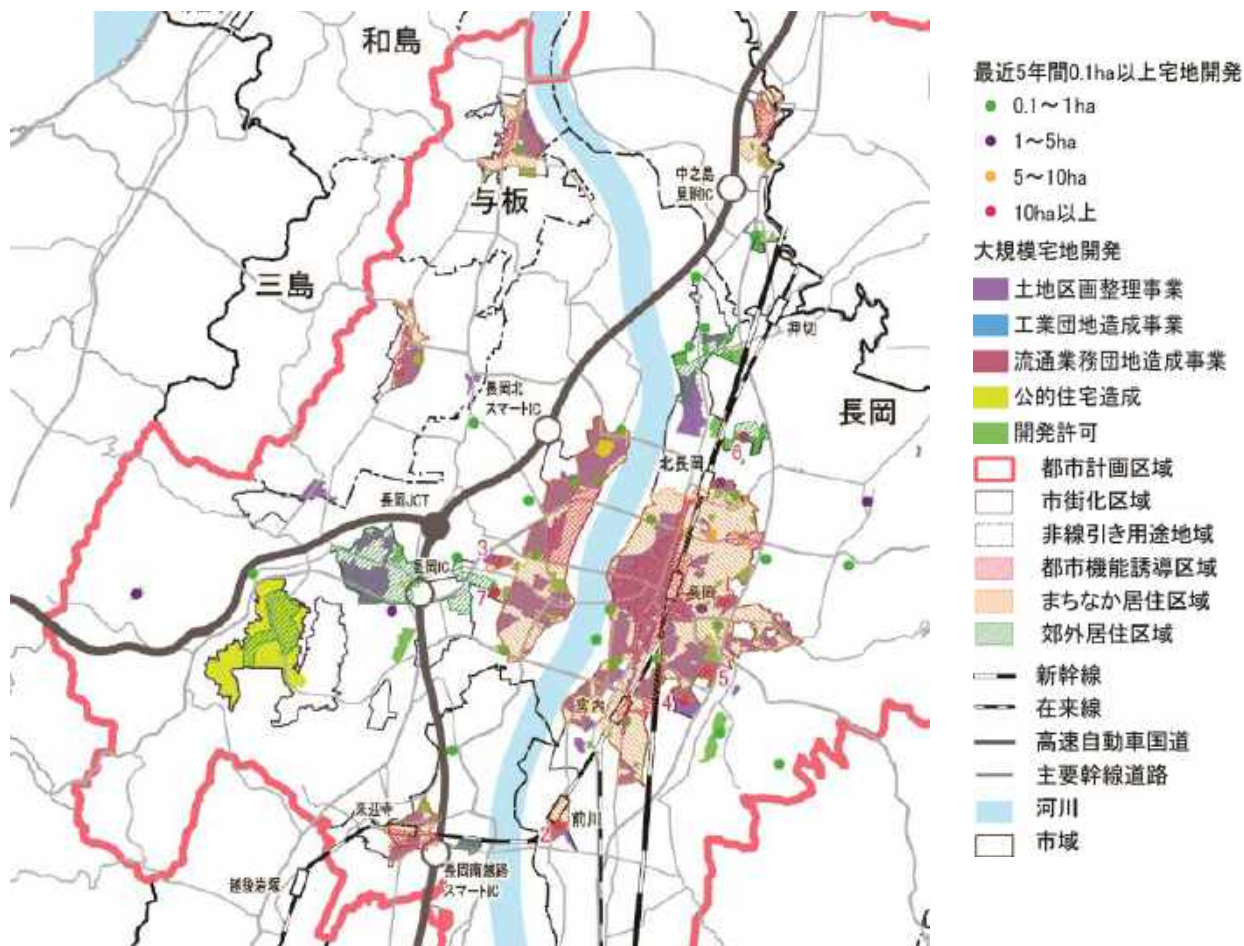 和島
与板
中之島
見附IC
三島
押切
長岡北
スマートIC
長岡
北長岡
6
長岡JCT
3
長岡IC
7
長岡
5
4
宮内
1
来迎寺
2
前川
越後岩塚
長岡南越路
スマートIC
最近5年間0.1ha以上宅地開発
0.1~1ha
1~5ha
5~10ha
10ha以上
大規模宅地開発
土地区画整理事業
工業団地造成事業
流通業務団地造成事業
公的住宅造成
開発許可
都市計画区域
市街化区域
非線引き用途地域
都市機能誘導区域
まちなか居住区域
郊外居住区域
新幹線
在来線
高速自動車国道
主要幹線道路
河川
市域